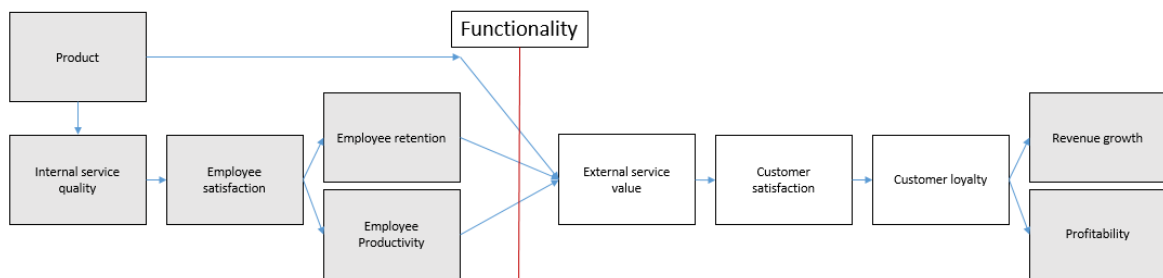 Functionality
Product
Internal service
quality
Employee
satisfaction
Employee retention
Employee
Productivity
External service
value
Customer
satisfaction
Customer loyalty
Revenue growth
Profitability